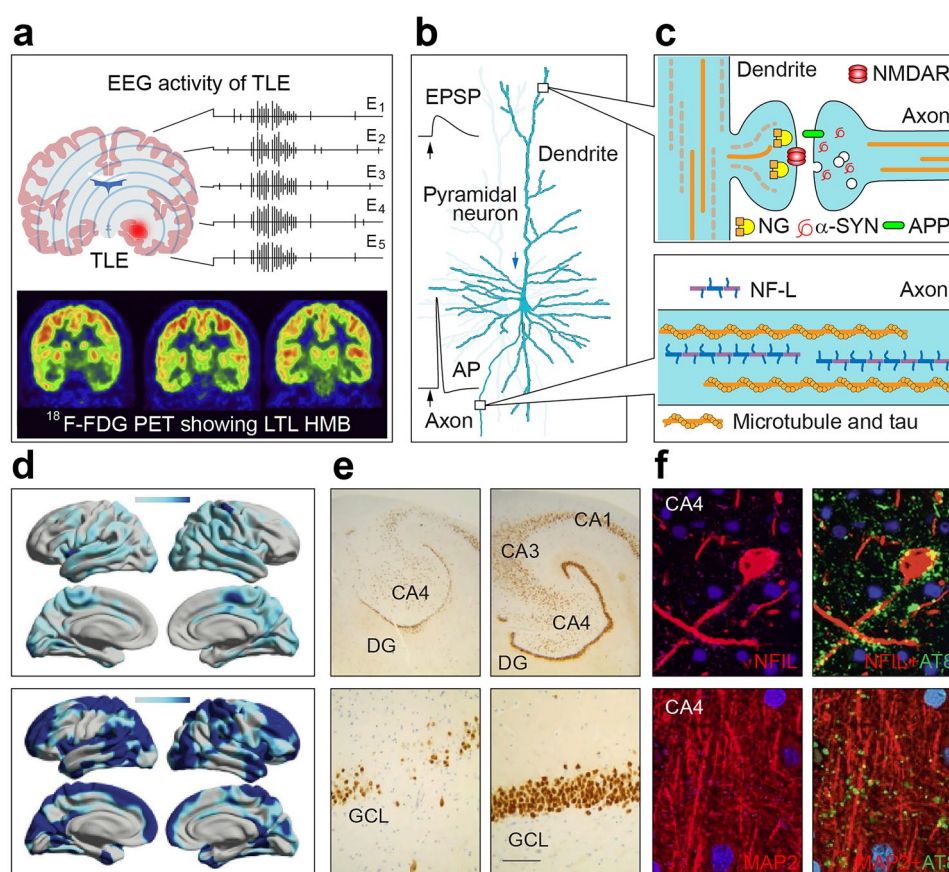 a
EEG activity of TLE
E1
E2
E3
E4
E5
TLE
18F-FDG PET showing LTL HMB
b
EPSP
Dendrite
Pyramidal
neuron
AP
Axon
c
Dendrite
NMDAR
Axon
NG
α-SYN
APP
NF-L
Axon
Microtubule and tau
d
e
CA4
DG
CA1
CA3
CA4
DG
GCL
GCL
f
CA4
NFIL
NFIL+AT8
CA4
MAP2
MAP2+AT8